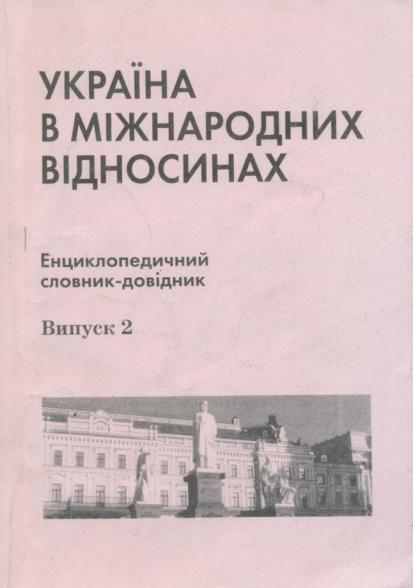 УКРАЇНА
В МІЖНАРОДНИХ
ВІДНОСИНАХ
Енциклопедичний
словник-довідник
Випуск 2